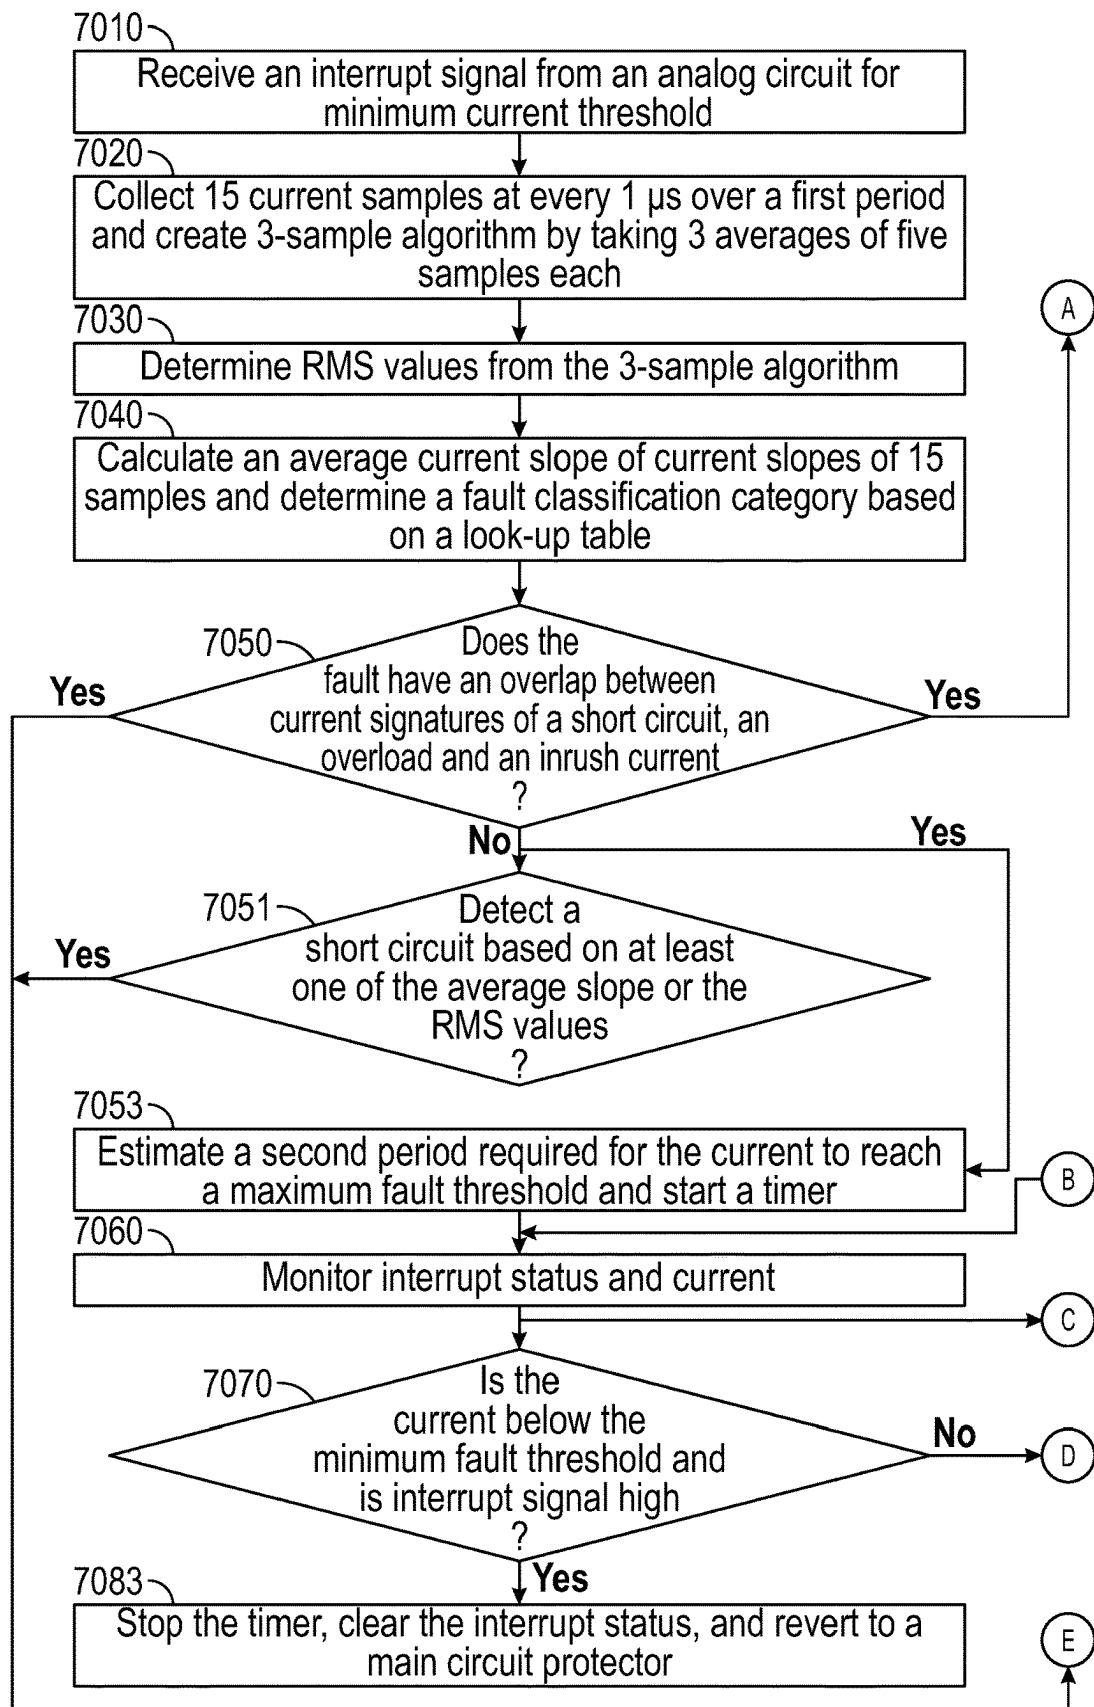 7010
Receive an interrupt signal from an analog circuit for
minimum current threshold
7020
Collect 15 current samples at every 1 µs over a first period
and create 3-sample algorithm by taking 3 averages of five
samples each
A
7030
Determine RMS values from the 3-sample algorithm
7040
Calculate an average current slope of current slopes of 15
samples and determine a fault classification category based
on a look-up table
7050
Does the
fault have an overlap between
current signatures of a short circuit, an
overload and an inrush current
?
Yes
Yes
No
Yes
7051
Detect a
short circuit based on at least
one of the average slope or the
RMS values
?
Yes
7053
Estimate a second period required for the current to reach
a maximum fault threshold and start a timer
B
7060
Monitor interrupt status and current
C
7070
Is the
current below the
minimum fault threshold and
is interrupt signal high
?
No
D
Yes
7083
Stop the timer, clear the interrupt status, and revert to a
main circuit protector
E